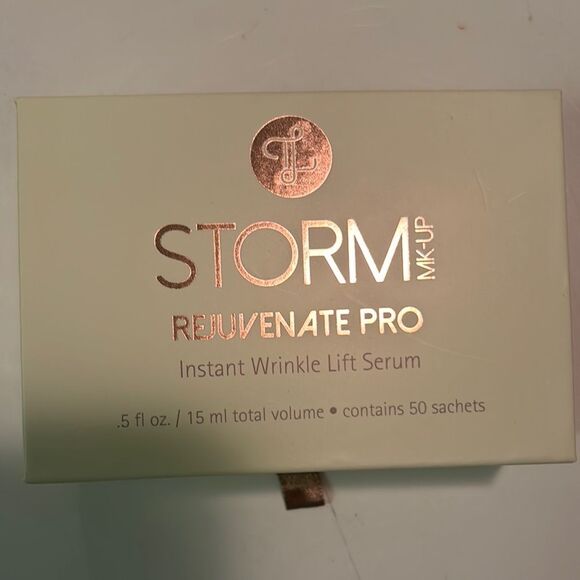 STORM MK-UP
REJUVENATE PRO
Instant Wrinkle Lift Serum
.5 fl oz. / 15 ml total volume • contains 50 sachets